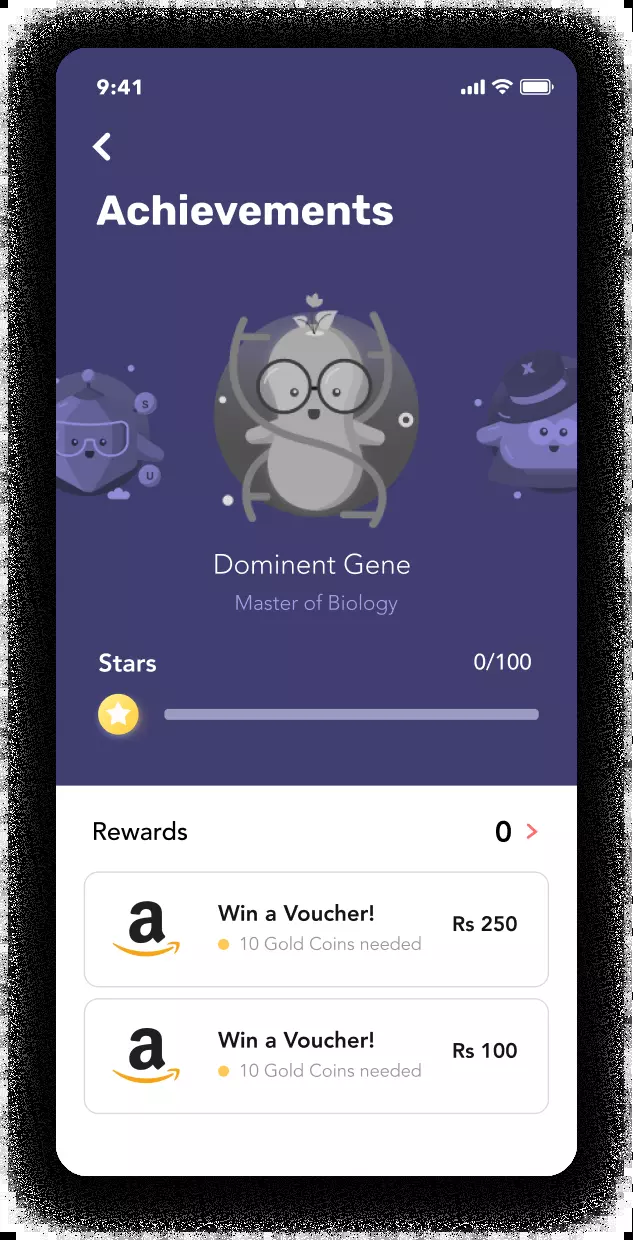 9:41
Achievements
S
U
X
Dominent Gene
Master of Biology
Stars 0/100
Rewards 0
a Win a Voucher! Rs 250
10 Gold Coins needed
a Win a Voucher! Rs 100
10 Gold Coins needed